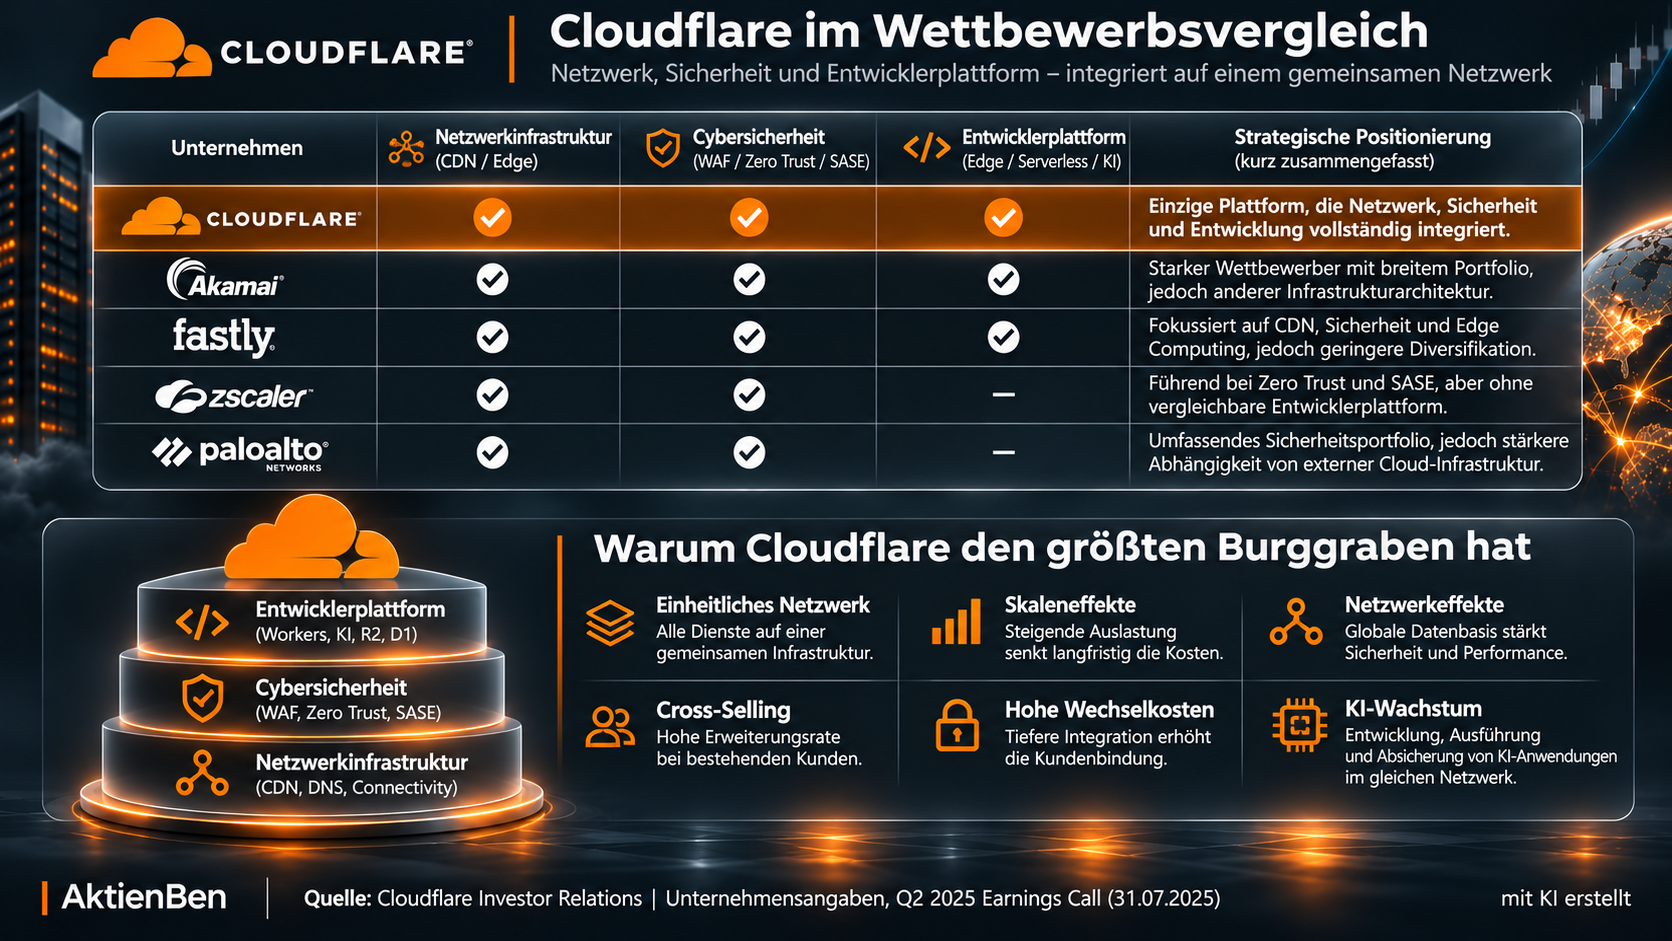 CLOUDFLARE®
Cloudflare im Wettbewerbsvergleich
Netzwerk, Sicherheit und Entwicklerplattform – integriert auf einem gemeinsamen Netzwerk
Unternehmen
Netzwerkinfrastruktur
(CDN / Edge)
Cybersicherheit
(WAF / Zero Trust / SASE)
</>
Entwicklerplattform
(Edge / Serverless / KI)
Strategische Positionierung
(kurz zusammengefasst)
CLOUDFLARE®
Einzige Plattform, die Netzwerk, Sicherheit
und Entwicklung vollständig integriert.
Akamai®
Starker Wettbewerber mit breitem Portfolio,
jedoch anderer Infrastrukturarchitektur.
fastly®
Fokussiert auf CDN, Sicherheit und Edge
Computing, jedoch geringere Diversifikation.
zscaler™
–
Führend bei Zero Trust und SASE, aber ohne
vergleichbare Entwicklerplattform.
paloalto®
NETWORKS
–
Umfassendes Sicherheitsportfolio, jedoch stärkere
Abhängigkeit von externer Cloud-Infrastruktur.
</>
Entwicklerplattform
(Workers, KI, R2, D1)
Cybersicherheit
(WAF, Zero Trust, SASE)
Netzwerkinfrastruktur
(CDN, DNS, Connectivity)
Warum Cloudflare den größten Burggraben hat
Einheitliches Netzwerk
Alle Dienste auf einer
gemeinsamen Infrastruktur.
Skaleneffekte
Steigende Auslastung
senkt langfristig die Kosten.
Netzwerkeffekte
Globale Datenbasis stärkt
Sicherheit und Performance.
Cross-Selling
Hohe Erweiterungsrate
bei bestehenden Kunden.
Hohe Wechselkosten
Tiefere Integration erhöht
die Kundenbindung.
KI-Wachstum
Entwicklung, Ausführung
und Absicherung von KI-Anwendungen
im gleichen Netzwerk.
AktienBen
Quelle: Cloudflare Investor Relations | Unternehmensangaben, Q2 2025 Earnings Call (31.07.2025)
mit KI erstellt